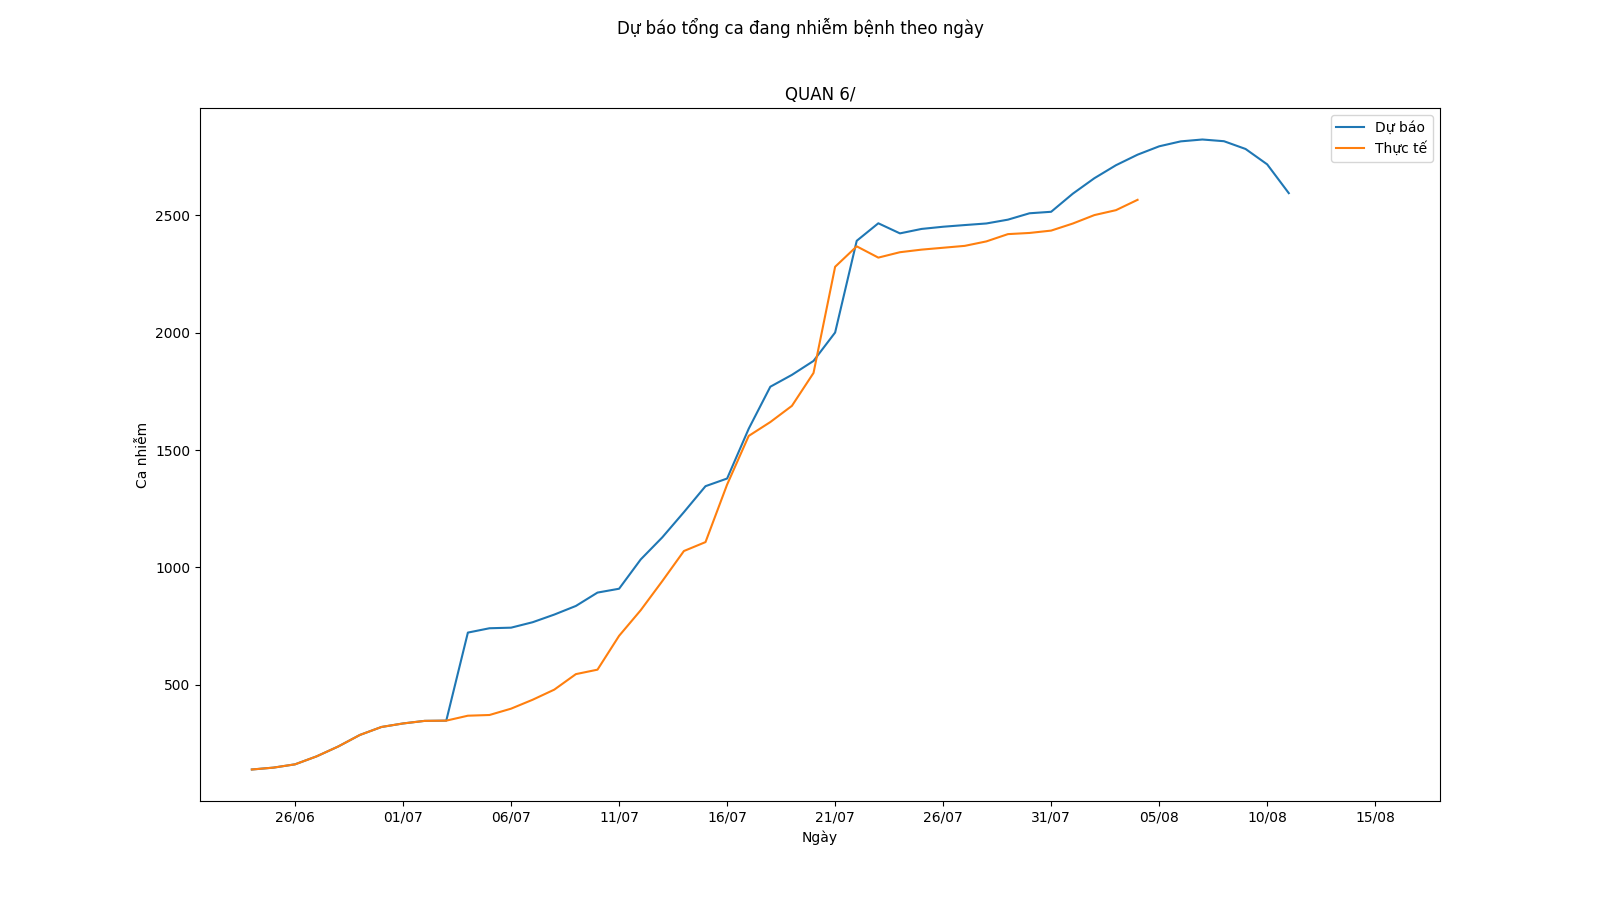 Dự báo tổng ca đang nhiễm bệnh theo ngày
QUAN 6/
Dự báo
Thực tế
2500
2000
1500
1000
500
Ca nhiễm
26/06 01/07 06/07 11/07 16/07 21/07 26/07 31/07 05/08 10/08 15/08
Ngày